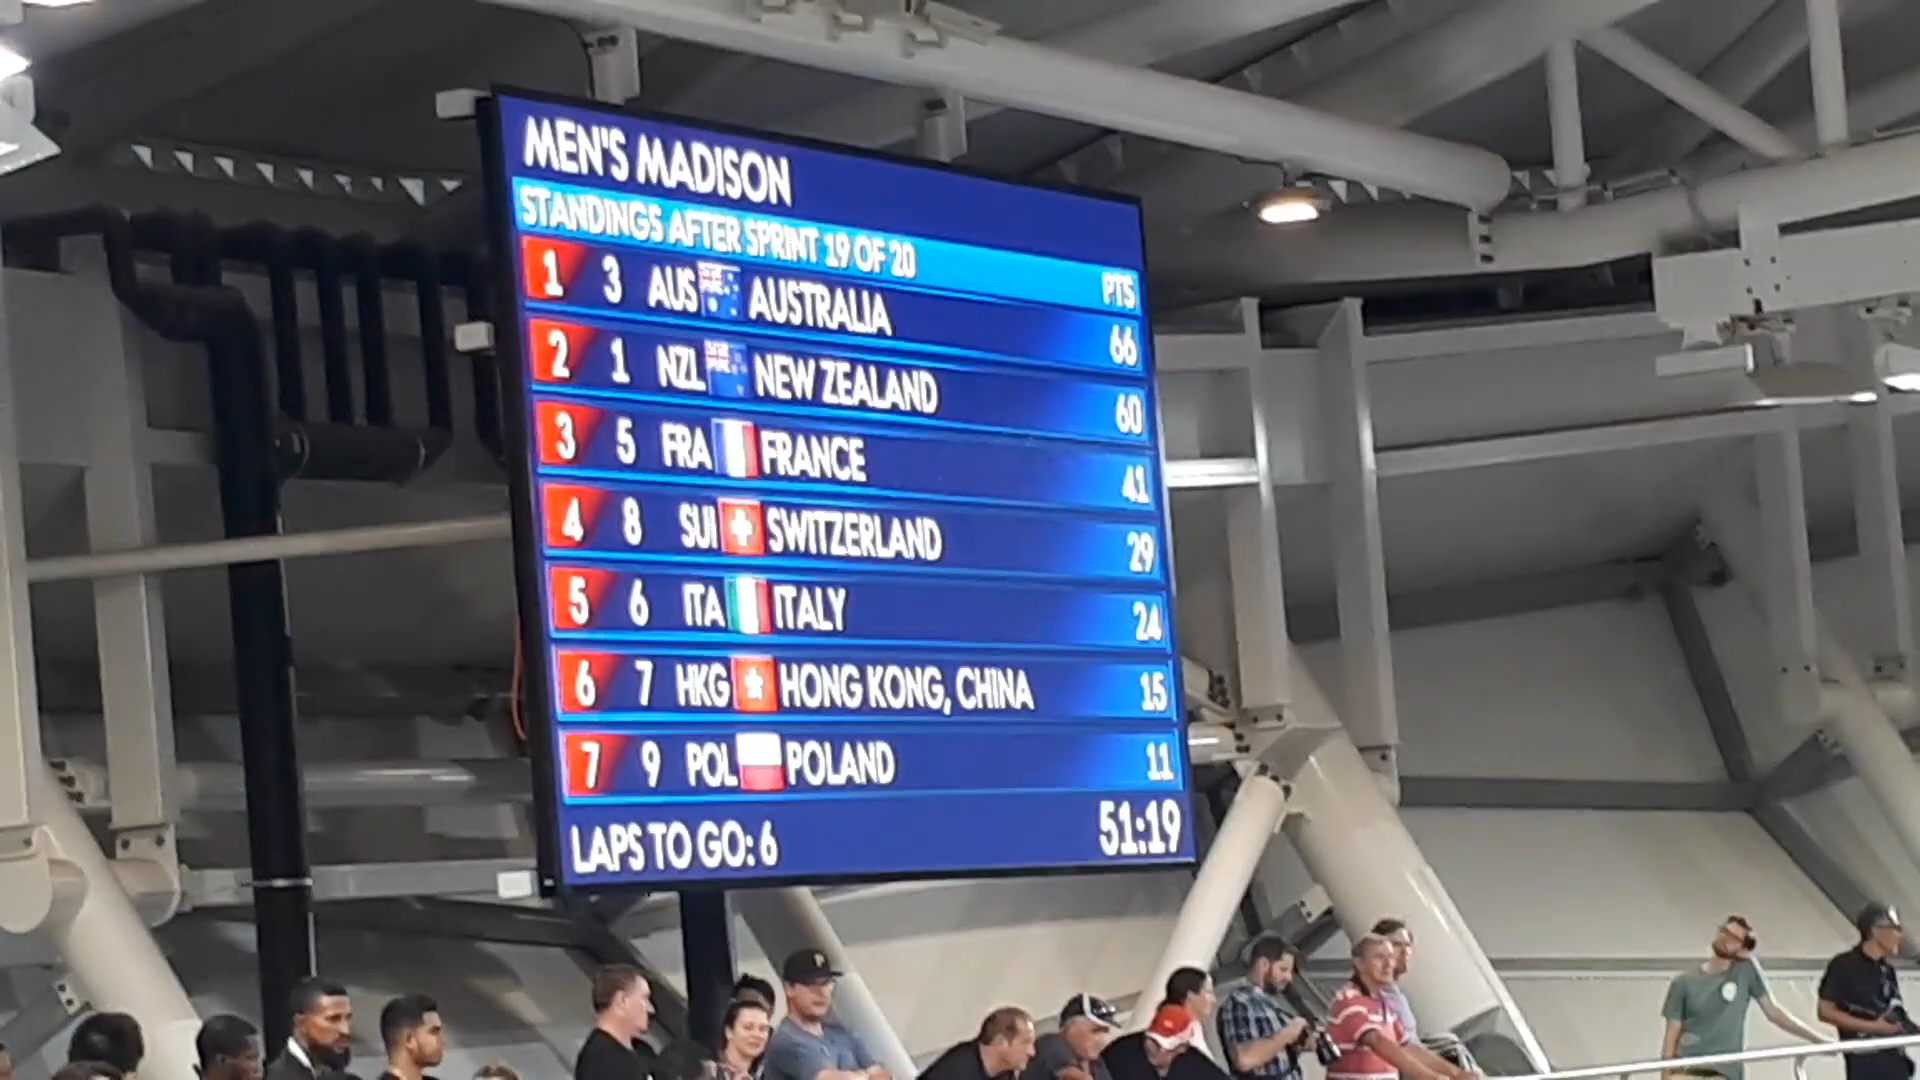 MEN'S MADISON
STANDINGS AFTER SPRINT 19 OF 20
PTS
1 3 AUS AUSTRALIA 66
2 1 NZL NEW ZEALAND 60
3 5 FRA FRANCE 41
4 8 SUI SWITZERLAND 29
5 6 ITA ITALY 24
6 7 HKG HONG KONG, CHINA 15
7 9 POL POLAND 11
LAPS TO GO: 6 51:19